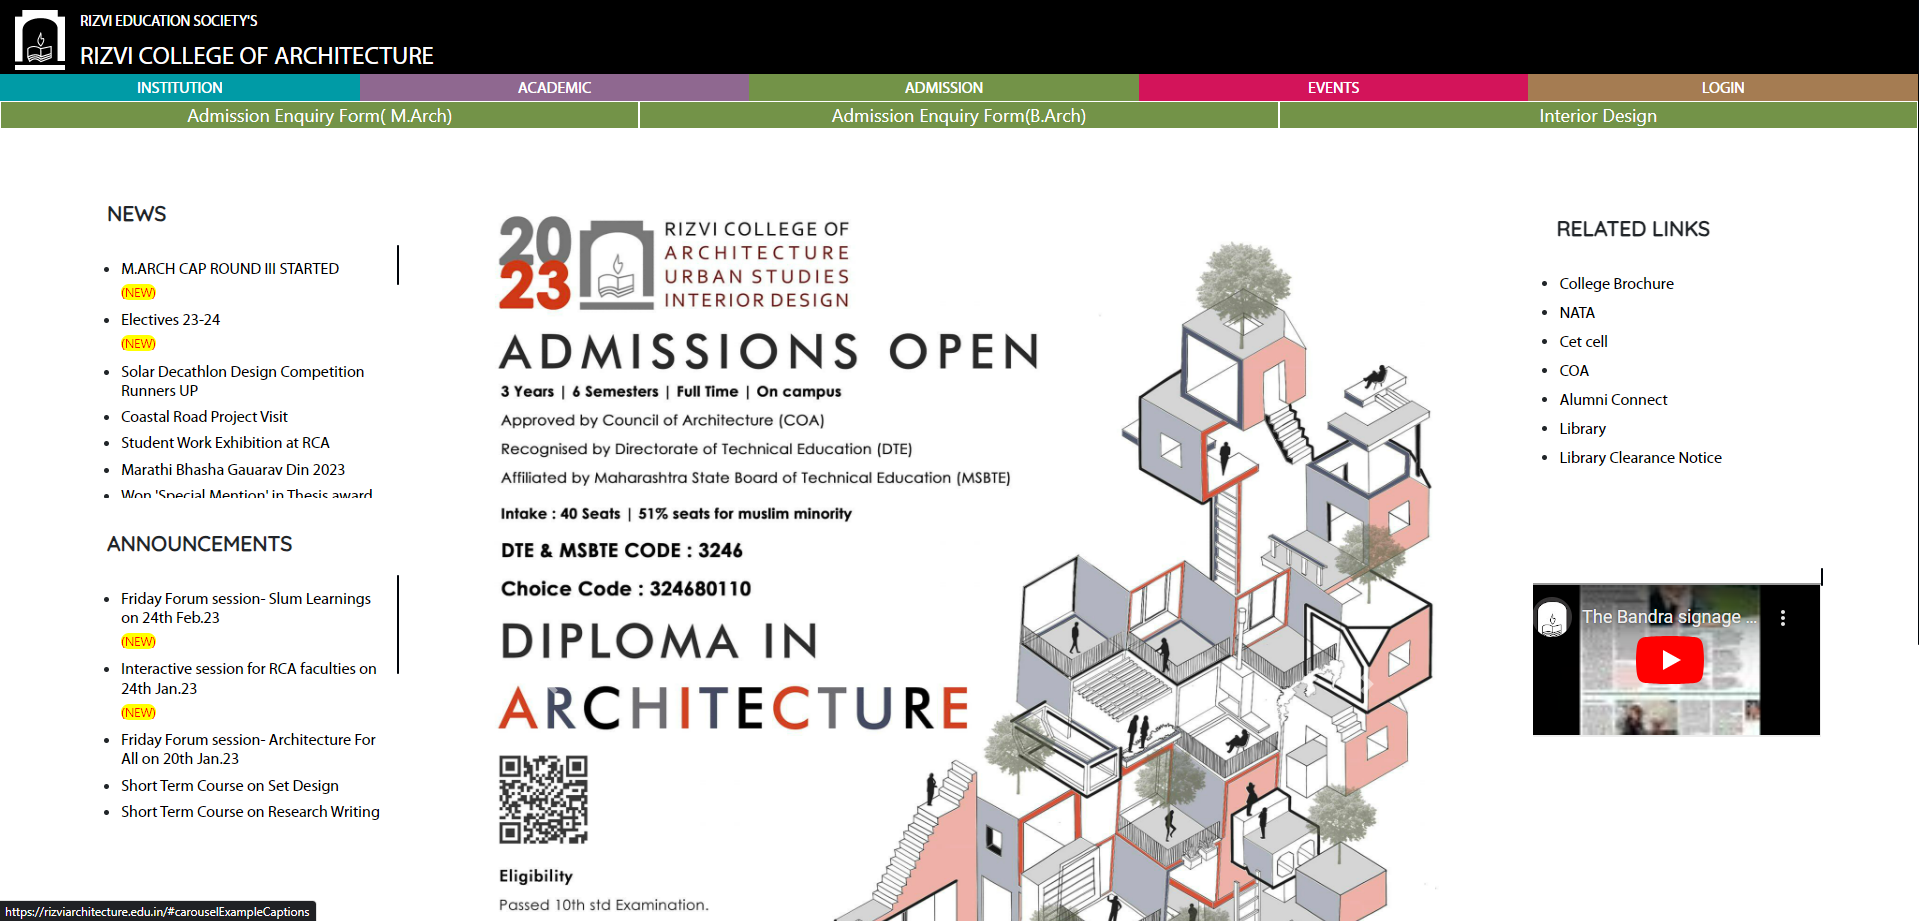 RIZVI EDUCATION SOCIETY'S
RIZVI COLLEGE OF ARCHITECTURE
INSTITUTION
ACADEMIC
ADMISSION
EVENTS
LOGIN
Admission Enquiry Form( M.Arch)
Admission Enquiry Form(B.Arch)
Interior Design
NEWS
M.ARCH CAP ROUND III STARTED
(NEW)
Electives 23-24
(NEW)
Solar Decathlon Design Competition
Runners UP
Coastal Road Project Visit
Student Work Exhibition at RCA
Marathi Bhasha Gauarav Din 2023
Won 'Special Mention' in Thesis award
ANNOUNCEMENTS
Friday Forum session- Slum Learnings
on 24th Feb.23
(NEW)
Interactive session for RCA faculties on
24th Jan.23
(NEW)
Friday Forum session- Architecture For
All on 20th Jan.23
Short Term Course on Set Design
Short Term Course on Research Writing
2023
RIZVI COLLEGE OF
ARCHITECTURE
URBAN STUDIES
INTERIOR DESIGN
ADMISSIONS OPEN
3 Years | 6 Semesters | Full Time | On campus
Approved by Council of Architecture (COA)
Recognised by Directorate of Technical Education (DTE)
Affiliated by Maharashtra State Board of Technical Education (MSBTE)
Intake : 40 Seats | 51% seats for muslim minority
DTE & MSBTE CODE : 3246
Choice Code : 324680110
DIPLOMA IN
ARCHITECTURE
Eligibility
Passed 10th std Examination.
RELATED LINKS
College Brochure
NATA
Cet cell
COA
Alumni Connect
Library
Library Clearance Notice
The Bandra signage ...
https://rizviarchitecture.edu.in/#carouselExampleCaptions